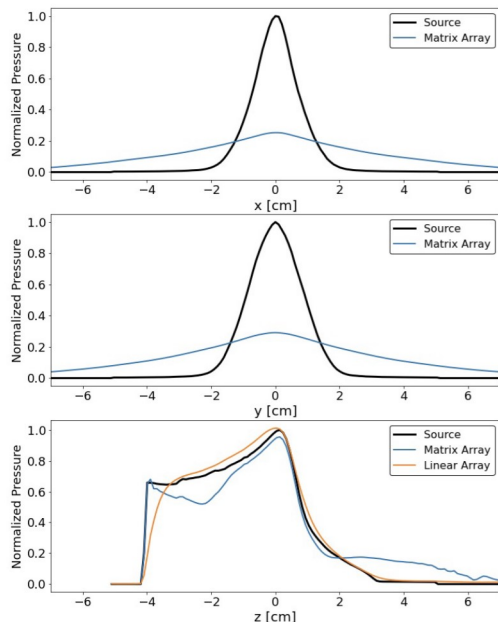 1.0
0.8
0.6
0.4
0.2
0.0
Normalized Pressure
Source
Matrix Array
−6 −4 −2 0 2 4 6
x [cm]
1.0
0.8
0.6
0.4
0.2
0.0
Normalized Pressure
Source
Matrix Array
−6 −4 −2 0 2 4 6
y [cm]
1.0
0.8
0.6
0.4
0.2
0.0
Normalized Pressure
Source
Matrix Array
Linear Array
−6 −4 −2 0 2 4 6
z [cm]